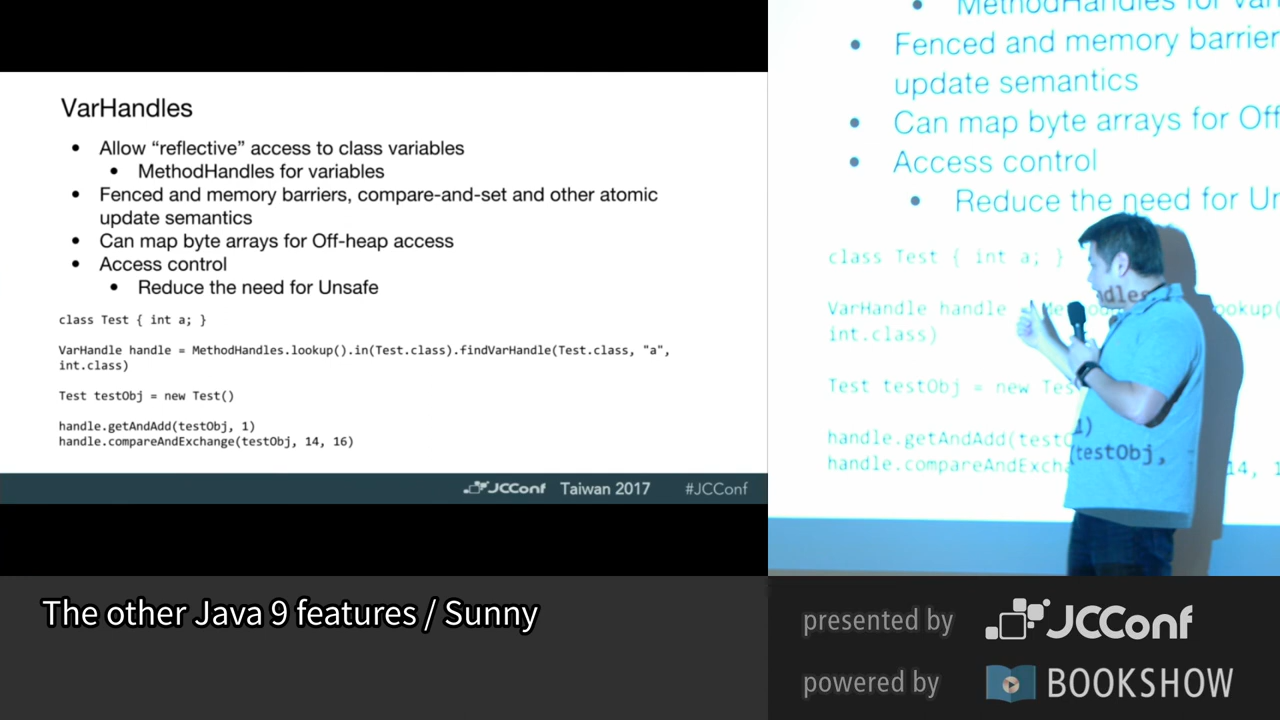 VarHandles
• Allow “reflective” access to class variables
• MethodHandles for variables
• Fenced and memory barriers, compare-and-set and other atomic
update semantics
• Can map byte arrays for Off-heap access
• Access control
• Reduce the need for Unsafe
class Test { int a; }
VarHandle handle = MethodHandles.lookup().in(Test.class).findVarHandle(Test.class, "a",
int.class)
Test testObj = new Test()
handle.getAndAdd(testObj, 1)
handle.compareAndExchange(testObj, 14, 16)
JCConf Taiwan 2017 #JCConf
• MethodHandles for
• Fenced and memory barrier
update semantics
• Can map byte arrays for Off
• Access control
• Reduce the need for
class Test { int a; }
VarHandle handle
int.class)
Test testObj = new Tes
1)
handle.getAndAdd(
(testObj,
handle.compareAndExcha 14, 1
The other Java 9 features / Sunny
presented by JCConf
powered by BOOKSHOW